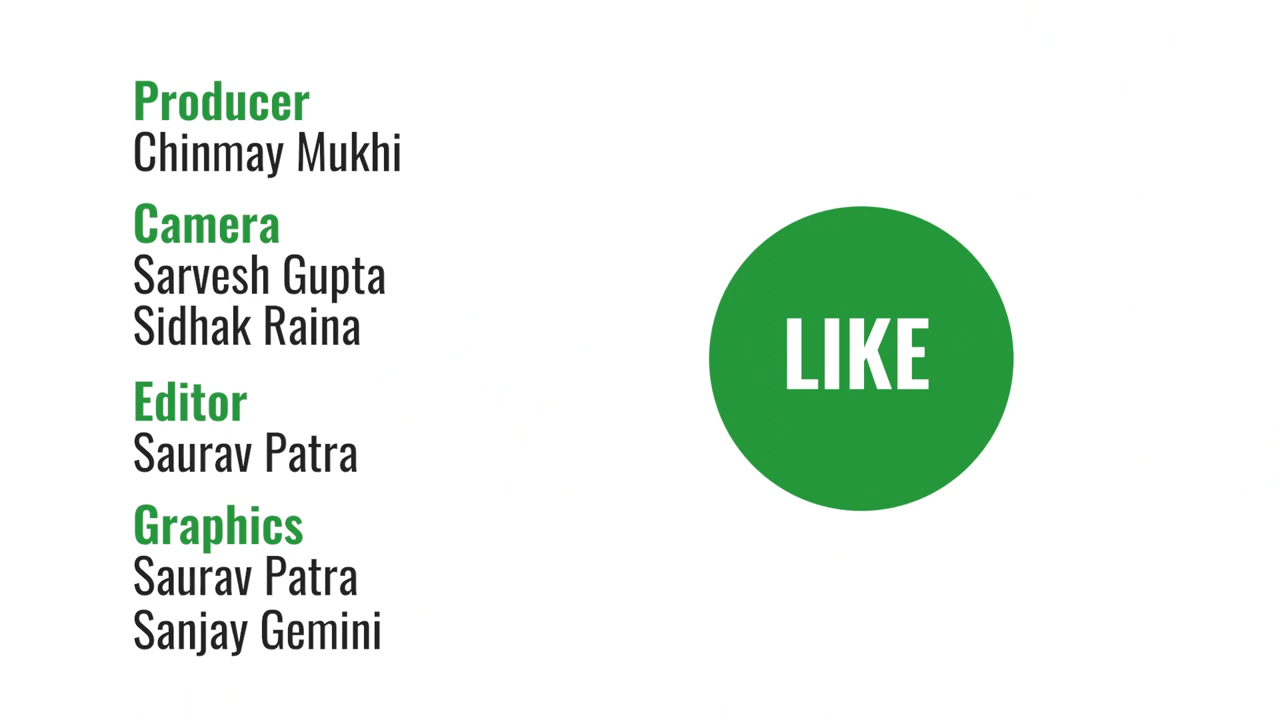 Producer
Chinmay Mukhi
Camera
Sarvesh Gupta
Sidhak Raina
Editor
Saurav Patra
Graphics
Saurav Patra
Sanjay Gemini
LIKE